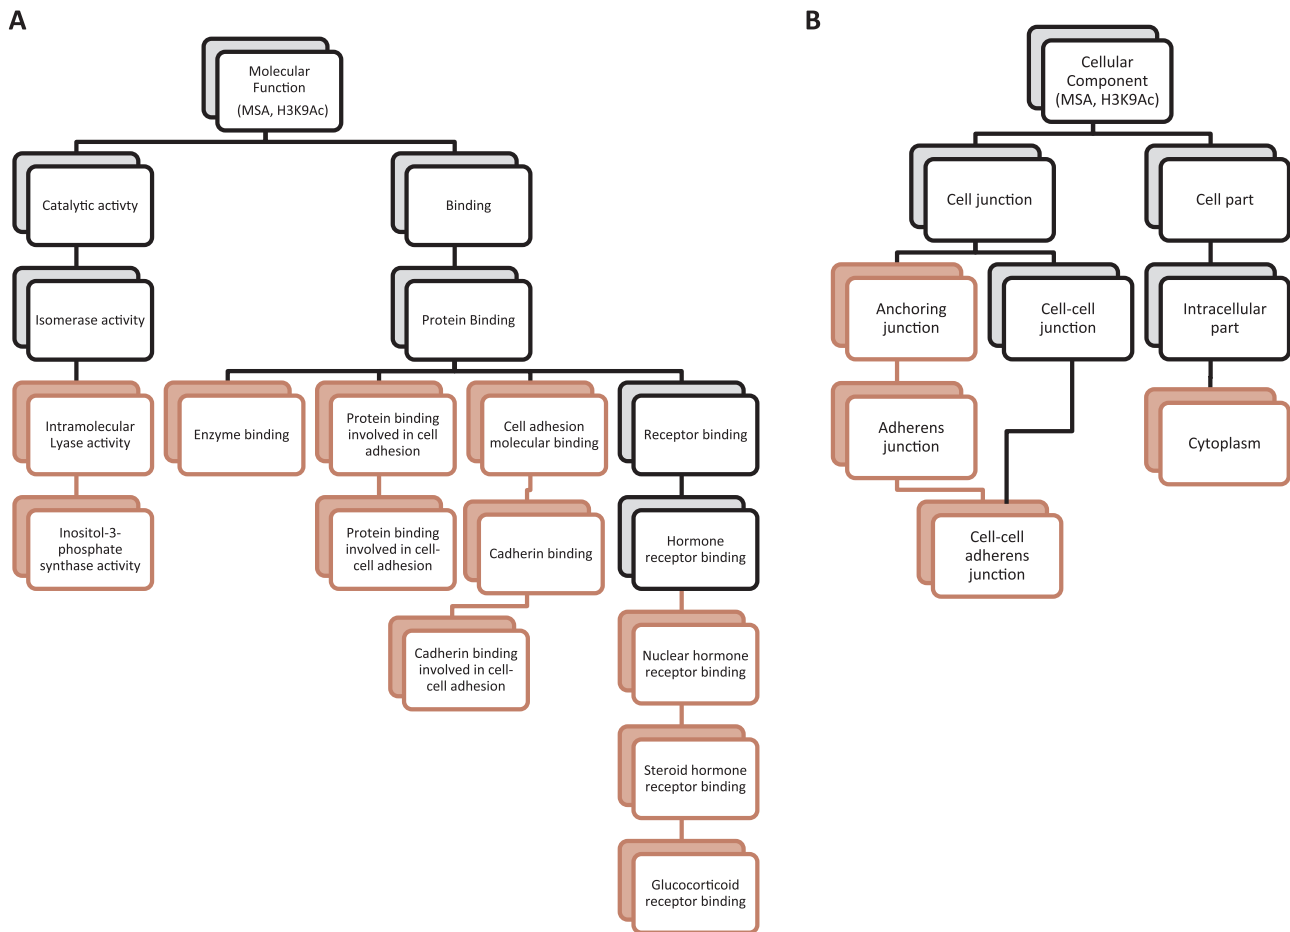 A
Molecular
Function
(MSA, H3K9Ac)
Catalytic activty
Binding
Isomerase activity
Protein Binding
Intramolecular
Lyase activity
Enzyme binding
Protein binding
involved in cell
adhesion
Cell adhesion
molecular binding
Receptor binding
Inositol-3-
phosphate
synthase activity
Protein binding
involved in cell-
cell adhesion
Cadherin binding
Hormone
receptor binding
Cadherin binding
involved in cell-
cell adhesion
Nuclear hormone
receptor binding
Steroid hormone
receptor binding
Glucocorticoid
receptor binding
B
Cellular
Component
(MSA, H3K9Ac)
Cell junction
Cell part
Anchoring
junction
Cell-cell
junction
Intracellular
part
Adherens
junction
Cytoplasm
Cell-cell
adherens
junction